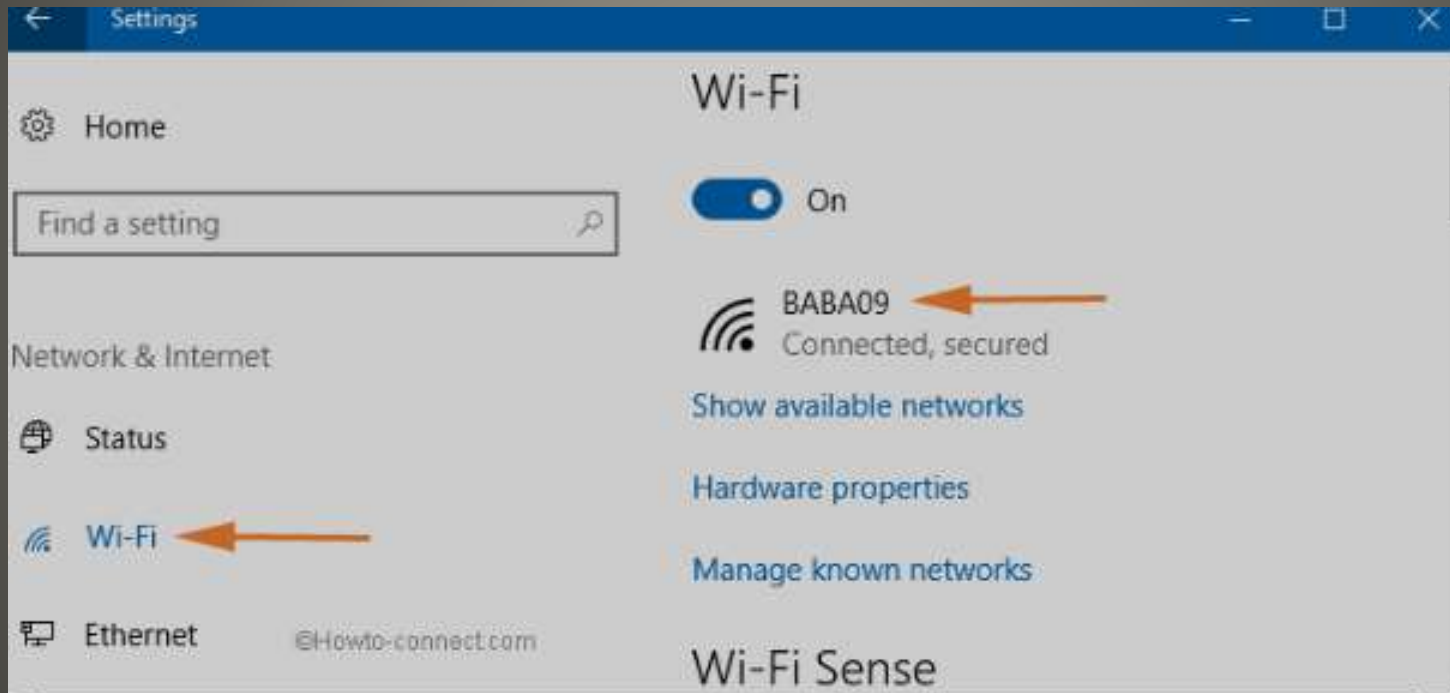 Settings
Home
Find a setting
Network & Internet
Status
Wi-Fi
Ethernet
©Howto-connect.com
Wi-Fi
On
BABA09
Connected, secured
Show available networks
Hardware properties
Manage known networks
Wi-Fi Sense